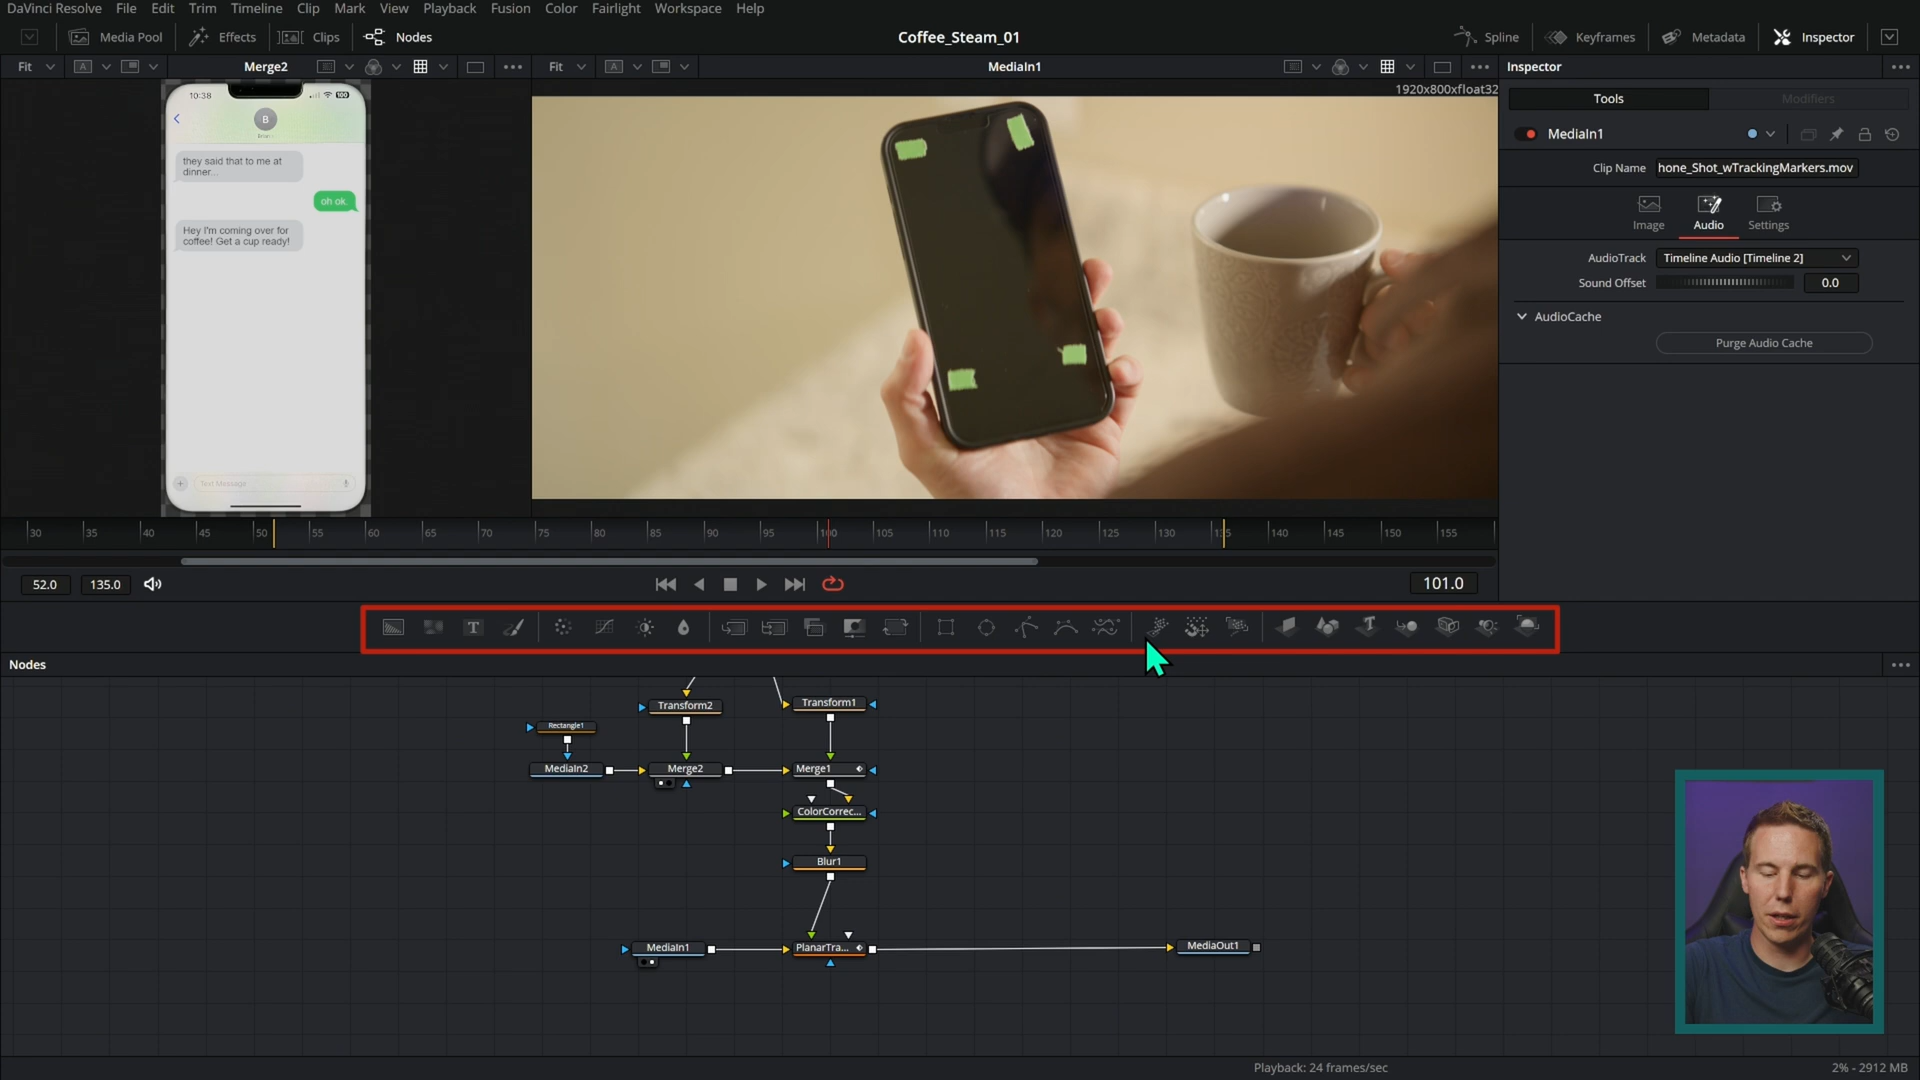 DaVinci Resolve File Edit Trim Timeline Clip Mark View Playback Fusion Color Fairlight Workspace Help
Media Pool Effects Clips Nodes Coffee_Steam_01 Spline Keyframes Metadata Inspector
Fit A Merge2 Fit A MediaIn1 Inspector
1920x800xfloat32
Tools Modifiers
MediaIn1
Clip Name hone_Shot_wTrackingMarkers.mov
Image Audio Settings
AudioTrack Timeline Audio [Timeline 2]
Sound Offset 0.0
AudioCache
Purge Audio Cache
10:38 100
B
they said that to me at
dinner...
oh ok.
Hey I'm coming over for
coffee! Get a cup ready!
Text Message
30 35 40 45 50 55 60 65 70 75 80 85 90 95 100 105 110 115 120 125 130 135 140 145 150 155
52.0 135.0 101.0
T T
Nodes
Transform2 Transform1
Rectangle1
MediaIn2 Merge2 Merge1
ColorCorrec...
Blur1
MediaIn1 PlanarTra... MediaOut1
Playback: 24 frames/sec 2% - 2912 MB